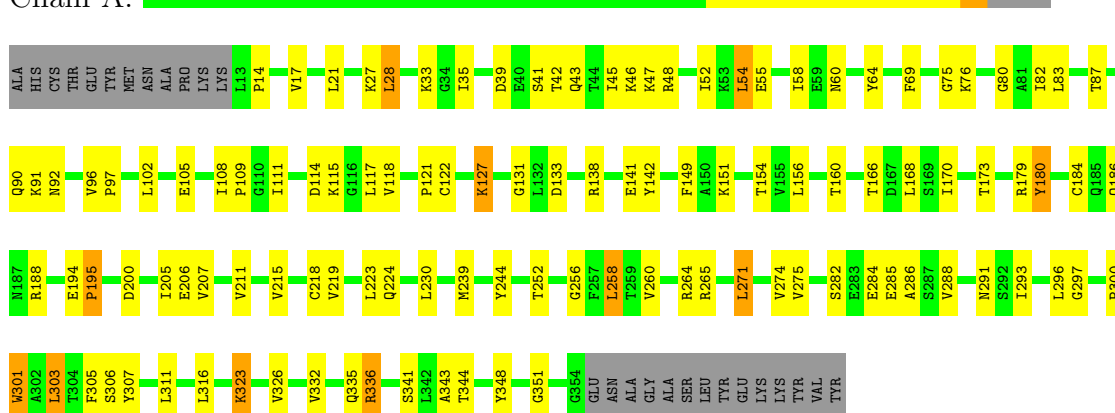 Chain A:
ALA HIS CYS THR GLU TYR MET ASN ALA PRO LYS LYS L13 P14 V17 L21 K27 L28 K33 G34 I35 D39 E40 S41 T42 Q43 T44 I45 K46 K47 R48 I52 K53 L54 E55 I58 E59 N60 Y64 F69 G75 K76 G80 A81 I82 L83 T87
Q90 K91 N92 V96 P97 L102 E105 I108 P109 G110 I111 D114 K115 G116 L117 V118 P121 C122 K127 G131 L132 D133 R138 E141 Y142 F149 A150 K151 T154 V155 L156 T160 T166 D167 L168 S169 I170 T173 R179 Y180 C184 Q185
N187 R188 E194 P195 D200 I205 E206 V207 V211 V215 C218 V219 L223 Q224 L230 M239 Y244 T252 G256 F257 L258 T259 V260 R264 R265 L271 V274 V275 S282 E283 E284 E285 A286 S287 V288 N291 S292 I293 L296 G297
W301 A302 L303 T304 F305 S306 Y307 L311 L316 K323 V326 V332 Q335 R336 S341 L342 A343 T344 Y348 G351 G354 GLU ASN ALA GLY ALA SER LEU TYR GLU LYS LYS TYR VAL TYR